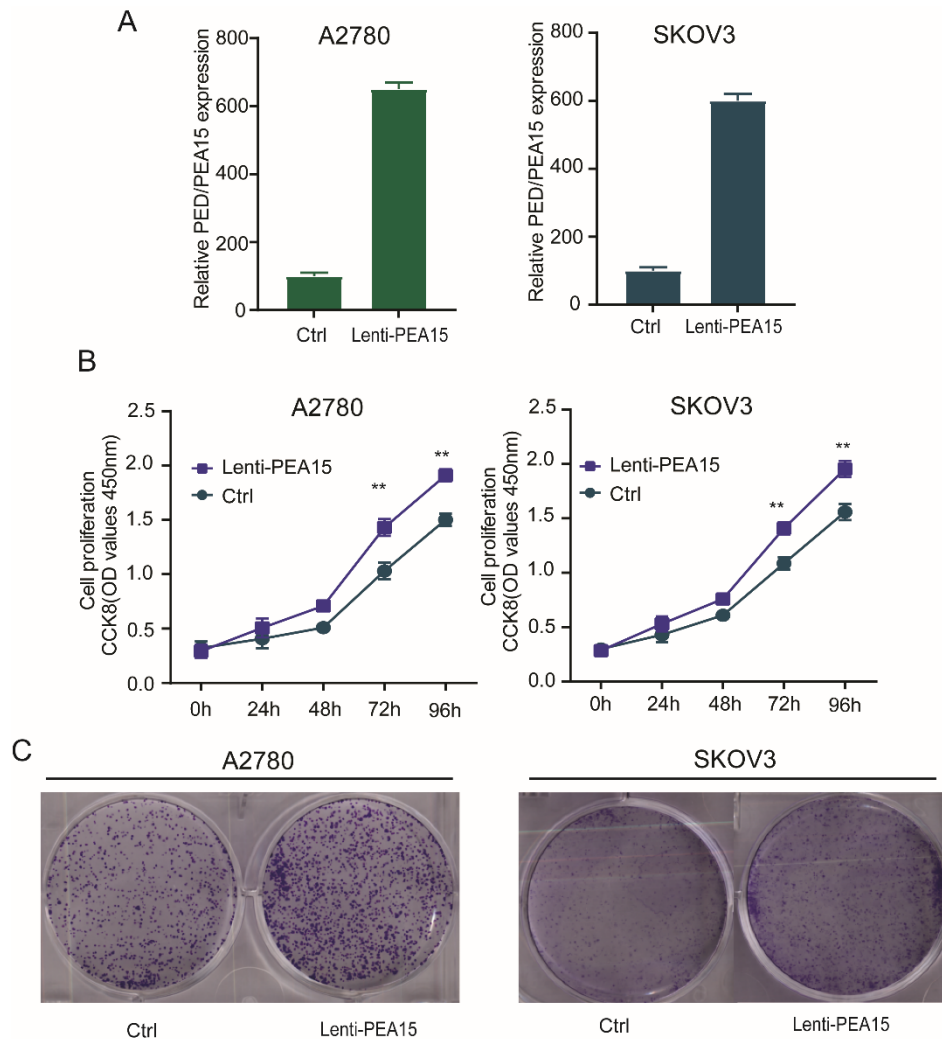 A
A2780
Relative PED/PEA15 expression
800
600
400
200
0
Ctrl
Lenti-PEA15
SKOV3
Relative PED/PEA15 expression
800
600
400
200
0
Ctrl
Lenti-PEA15
B
A2780
Cell proliferation
CCK8(OD values 450nm)
2.5
2.0
1.5
1.0
0.5
0.0
Lenti-PEA15
Ctrl
**
**
0h
24h
48h
72h
96h
SKOV3
Cell proliferation
CCK8(OD values 450nm)
2.5
2.0
1.5
1.0
0.5
0.0
Lenti-PEA15
Ctrl
**
**
0h
24h
48h
72h
96h
C
A2780
SKOV3
Ctrl
Lenti-PEA15
Ctrl
Lenti-PEA15